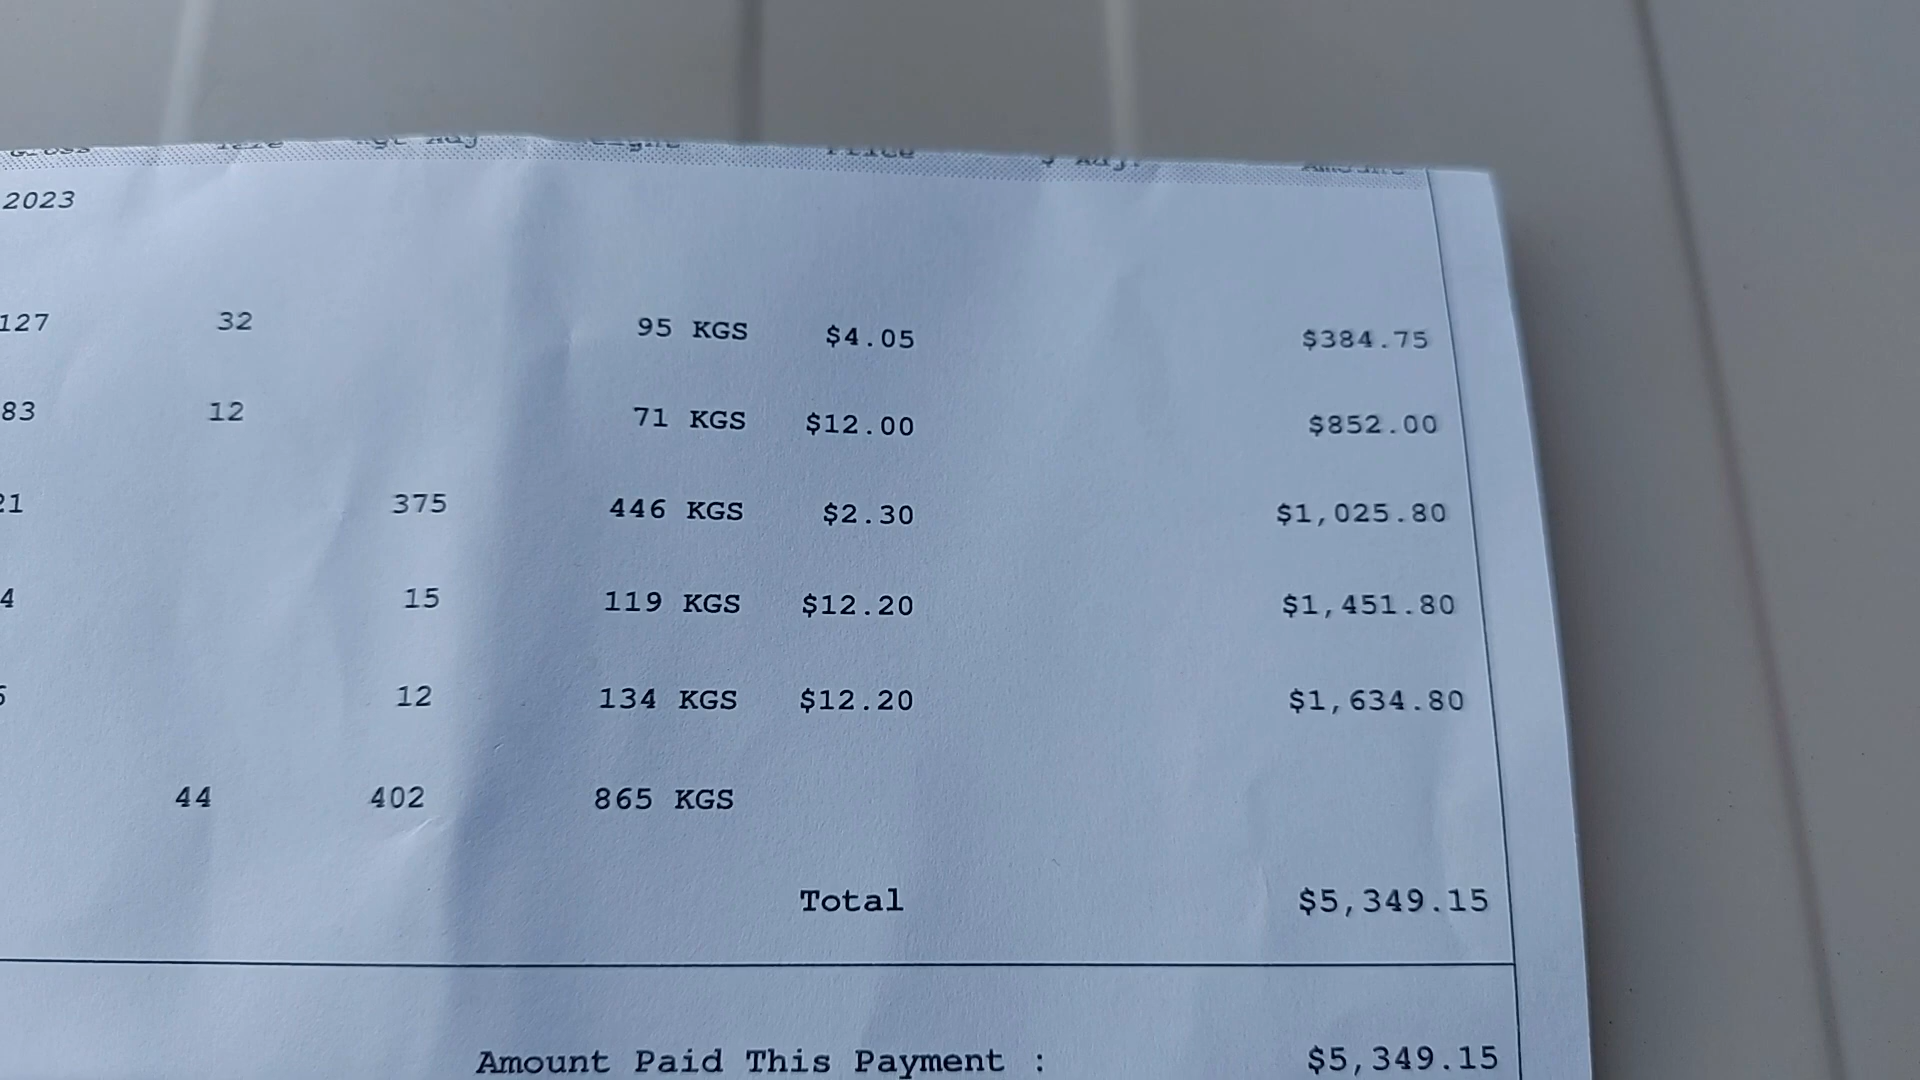 2023
127 32 95 KGS $4.05 $384.75
83 12 71 KGS $12.00 $852.00
21 375 446 KGS $2.30 $1,025.80
4 15 119 KGS $12.20 $1,451.80
12 134 KGS $12.20 $1,634.80
44 402 865 KGS
Total $5,349.15
Amount Paid This Payment : $5,349.15